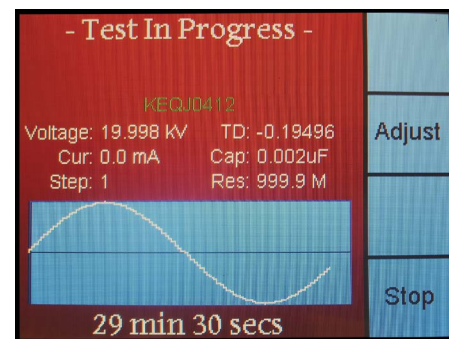 - Test In Progress -
KEQJ0412
Voltage: 19.998 kV TD: -0.19496
Cur: 0.0 mA Cap: 0.002uF
Step: 1 Res: 999.9 M
29 min 30 secs
Adjust
Stop